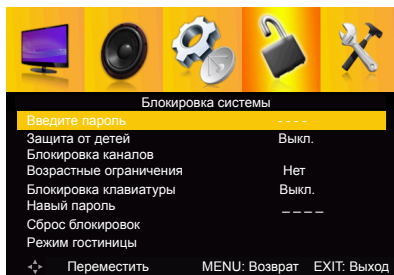 Блокировка системы
Введите пароль - - - -
Защита от детей Выкл.
Блокировка каналов
Возрастные ограничения Нет
Блокировка клавиатуры Выкл.
Навый пароль _ _ _ _
Сброс блокировок
Режим гостиницы
Переместить MENU: Возврат EXIT: Выход